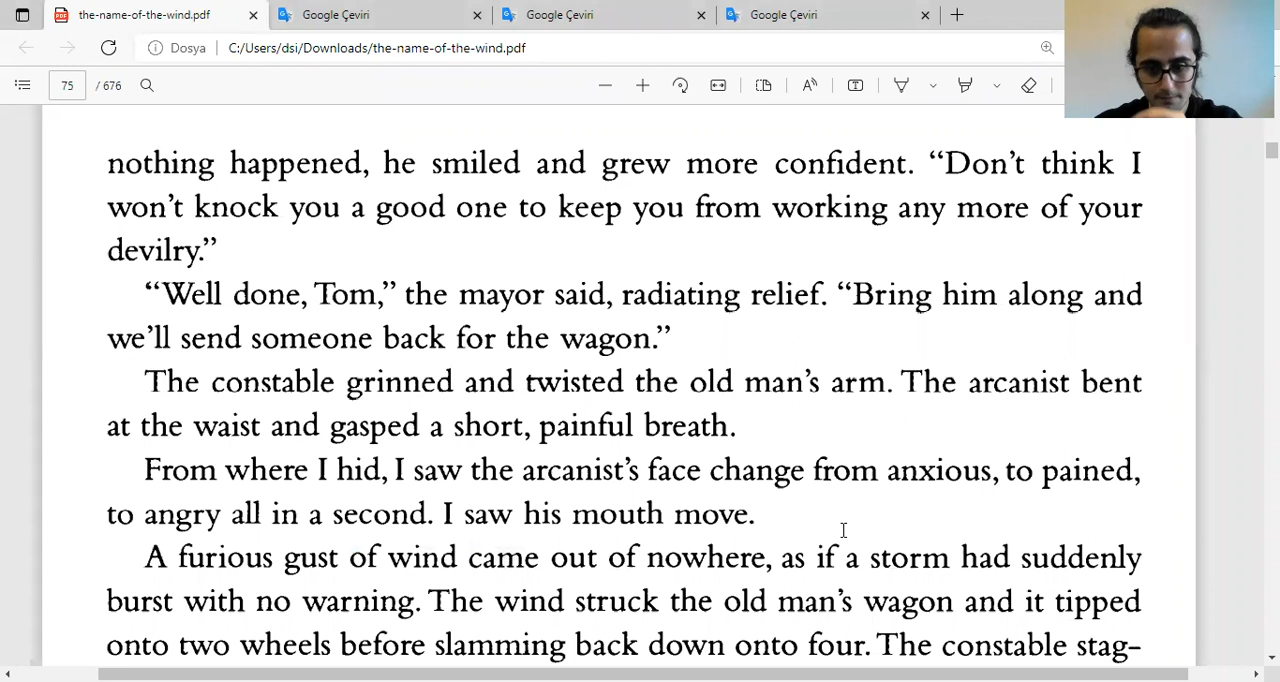 the-name-of-the-wind.pdf
Google Çeviri
Google Çeviri
Google Çeviri
Dosya C:/Users/dsi/Downloads/the-name-of-the-wind.pdf
75 / 676
nothing happened, he smiled and grew more confident. “Don’t think I
won’t knock you a good one to keep you from working any more of your
devilry.”
“Well done, Tom,” the mayor said, radiating relief. “Bring him along and
we’ll send someone back for the wagon.”
The constable grinned and twisted the old man’s arm. The arcanist bent
at the waist and gasped a short, painful breath.
From where I hid, I saw the arcanist’s face change from anxious, to pained,
to angry all in a second. I saw his mouth move.
A furious gust of wind came out of nowhere, as if a storm had suddenly
burst with no warning. The wind struck the old man’s wagon and it tipped
onto two wheels before slamming back down onto four. The constable stag-